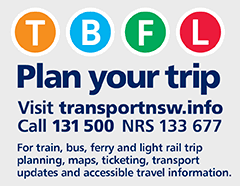 T B F L
Plan your trip
Visit transportnsw.info
Call 131 500 NRS 133 677
For train, bus, ferry and light rail trip
planning, maps, ticketing, transport
updates and accessible travel information.